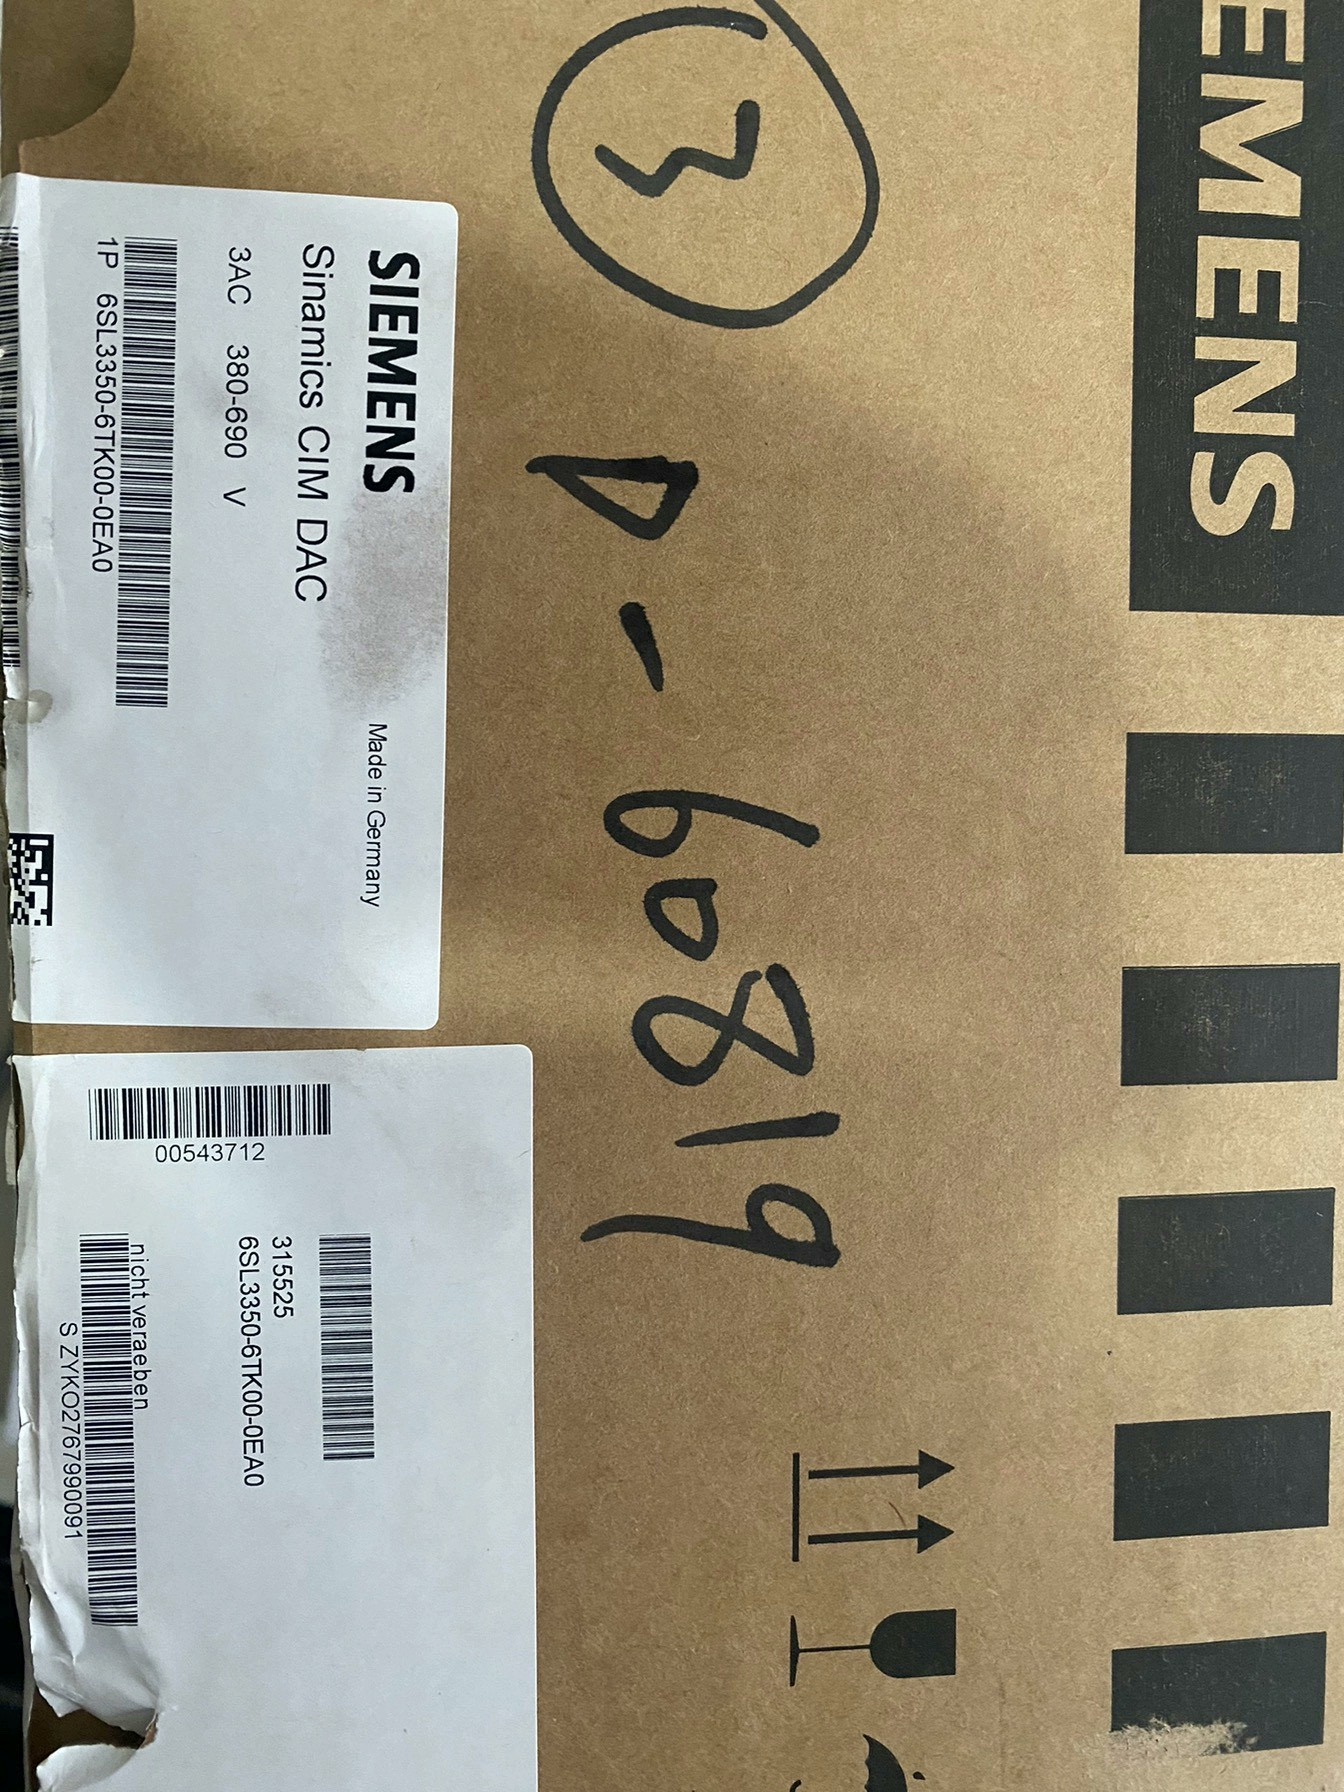 SIEMENS
3
D-60819
SIEMENS
Made in Germany
Sinamics CIM DAC
3AC 380-690 V
1P 6SL3350-6TK00-0EA0
00543712
315525
6SL3350-6TK00-0EA0
nicht veraeben
S ZYKO2767990091